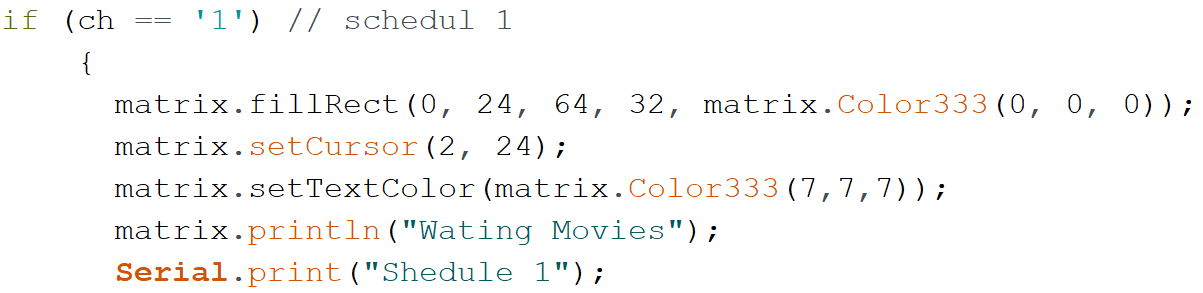 if (ch == '1') // schedul 1
{
matrix.fillRect(0, 24, 64, 32, matrix.Color333(0, 0, 0));
matrix.setCursor(2, 24);
matrix.setTextColor(matrix.Color333(7,7,7));
matrix.println("Wating Movies");
Serial.print("Shedule 1");